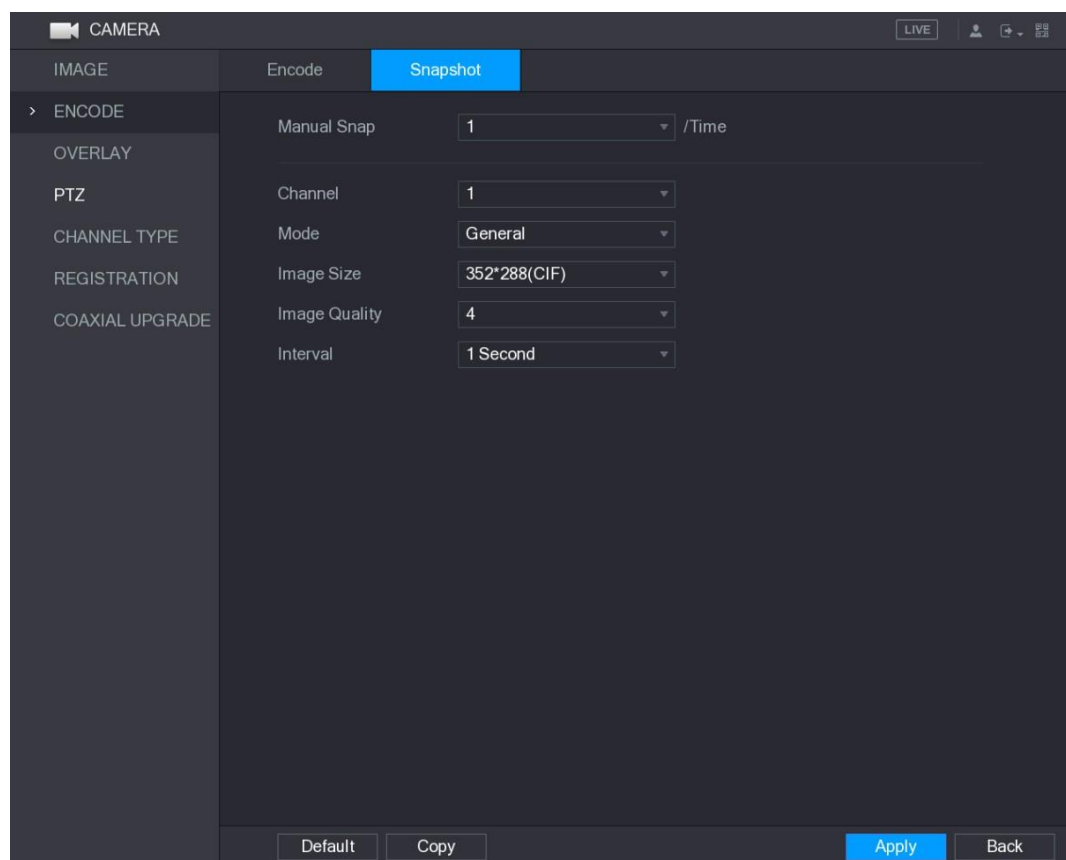 CAMERA LIVE
IMAGE
ENCODE
OVERLAY
PTZ
CHANNEL TYPE
REGISTRATION
COAXIAL UPGRADE
Encode Snapshot
Manual Snap 1 /Time
Channel 1
Mode General
Image Size 352*288(CIF)
Image Quality 4
Interval 1 Second
Default Copy Apply Back